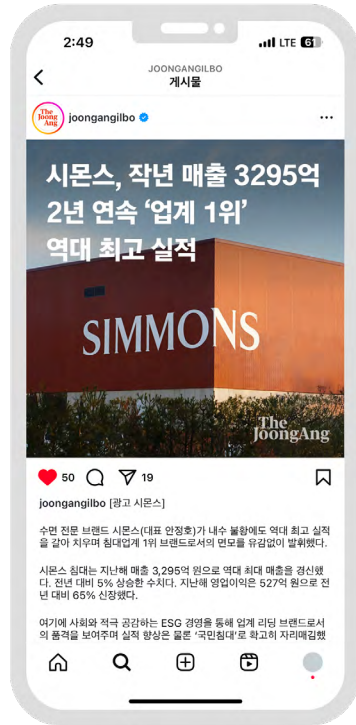 2:49 LTE 61
JOONGANGILBO
게시물
The Joong Ang joongangilbo
시몬스, 작년 매출 3295억
2년 연속 ‘업계 1위’
역대 최고 실적
SIMMONS
The
JoongAng
50 19
joongangilbo [광고 시몬스]
수면 전문 브랜드 시몬스(대표 안정호)가 내수 불황에도 역대 최고 실적
을 갈아 치우며 침대업계 1위 브랜드로서의 면모를 유감없이 발휘했다.
시몬스 침대는 지난해 매출 3,295억 원으로 역대 최대 매출을 경신했
다. 전년 대비 5% 상승한 수치다. 지난해 영업이익은 527억 원으로 전
년 대비 65% 신장했다.
여기에 사회와 적극 공감하는 ESG 경영을 통해 업계 리딩 브랜드로서
의 품격을 보여주며 실적 향상은 물론 ‘국민침대’로 확고히 자리매김했